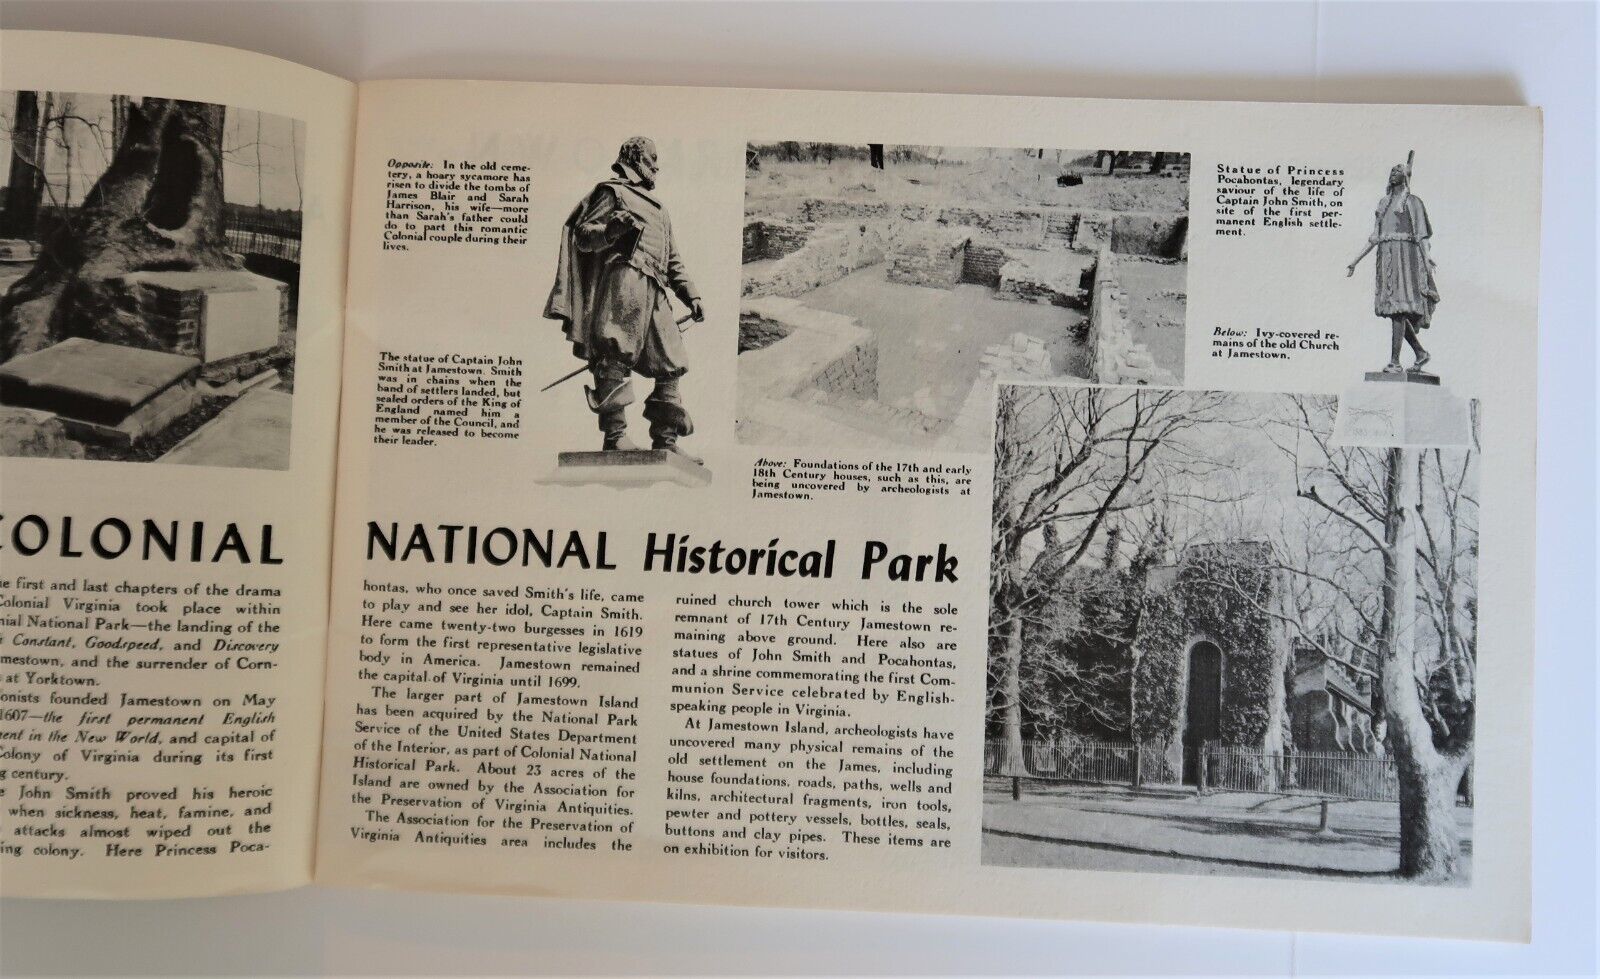 COLONIAL
first and last chapters of the drama
Colonial Virginia took place within
National Park—the landing of the
Constant, Goodspeed, and Discovery
and the surrender of Corn-
at Yorktown.
founded Jamestown on May
1607—the first permanent English
in the New World, and capital of
Colony of Virginia during its first
century.
John Smith proved his heroic
when sickness, heat, famine, and
attacks almost wiped out the
colony. Here Princess Poca-
Opposite: In the old ceme-
tery, a hoary sycamore has
risen to divide the tombs of
James Blair and Sarah
Harrison, his wife—more
than Sarah's father could
do to part this romantic
Colonial couple during their
lives.
The statue of Captain John
Smith at Jamestown. Smith
was in chains when the
band of settlers landed, but
sealed orders of the King of
England named him a
member of the Council, and
he was released to become
their leader.
Above: Foundations of the 17th and early
18th Century houses, such as this, are
being uncovered by archeologists at
Jamestown.
Statue of Princess
Pocahontas, legendary
saviour of the life of
Captain John Smith, on
site of the first per-
manent English settle-
ment.
Below: Ivy-covered re-
mains of the old Church
at Jamestown.
NATIONAL Historical Park
hontas, who once saved Smith's life, came
to play and see her idol, Captain Smith.
Here came twenty-two burgesses in 1619
to form the first representative legislative
body in America. Jamestown remained
the capital of Virginia until 1699.
The larger part of Jamestown Island
has been acquired by the National Park
Service of the United States Department
of the Interior, as part of Colonial National
Historical Park. About 23 acres of the
Island are owned by the Association for
the Preservation of Virginia Antiquities.
The Association for the Preservation of
Virginia Antiquities area includes the
ruined church tower which is the sole
remnant of 17th Century Jamestown re-
maining above ground. Here also are
statues of John Smith and Pocahontas,
and a shrine commemorating the first Com-
munion Service celebrated by English-
speaking people in Virginia.
At Jamestown Island, archeologists have
uncovered many physical remains of the
old settlement on the James, including
house foundations, roads, paths, wells and
kilns, architectural fragments, iron tools,
pewter and pottery vessels, bottles, seals,
buttons and clay pipes. These items are
on exhibition for visitors.